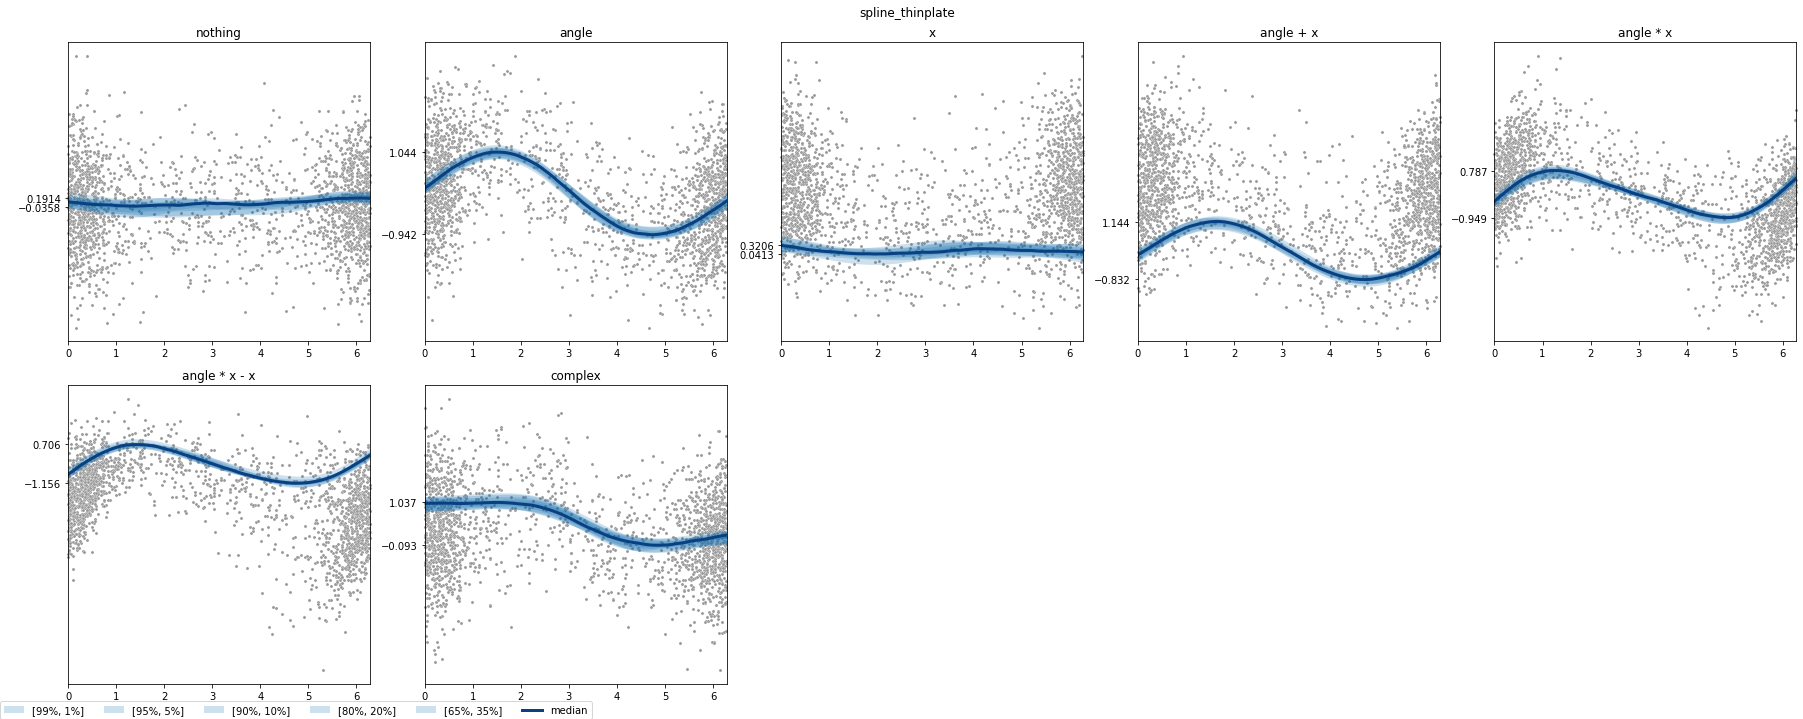 spline_thinplate
nothing
angle
x
angle + x
angle * x
0.1914
−0.0358
1.044
−0.942
0.3206
0.0413
1.144
−0.832
0.787
−0.949
0 1 2 3 4 5 6
0 1 2 3 4 5 6
0 1 2 3 4 5 6
0 1 2 3 4 5 6
0 1 2 3 4 5 6
angle * x - x
complex
0.706
−1.156
1.037
−0.093
0 1 2 3 4 5 6
0 1 2 3 4 5 6
[99%, 1%] [95%, 5%] [90%, 10%] [80%, 20%] [65%, 35%] median